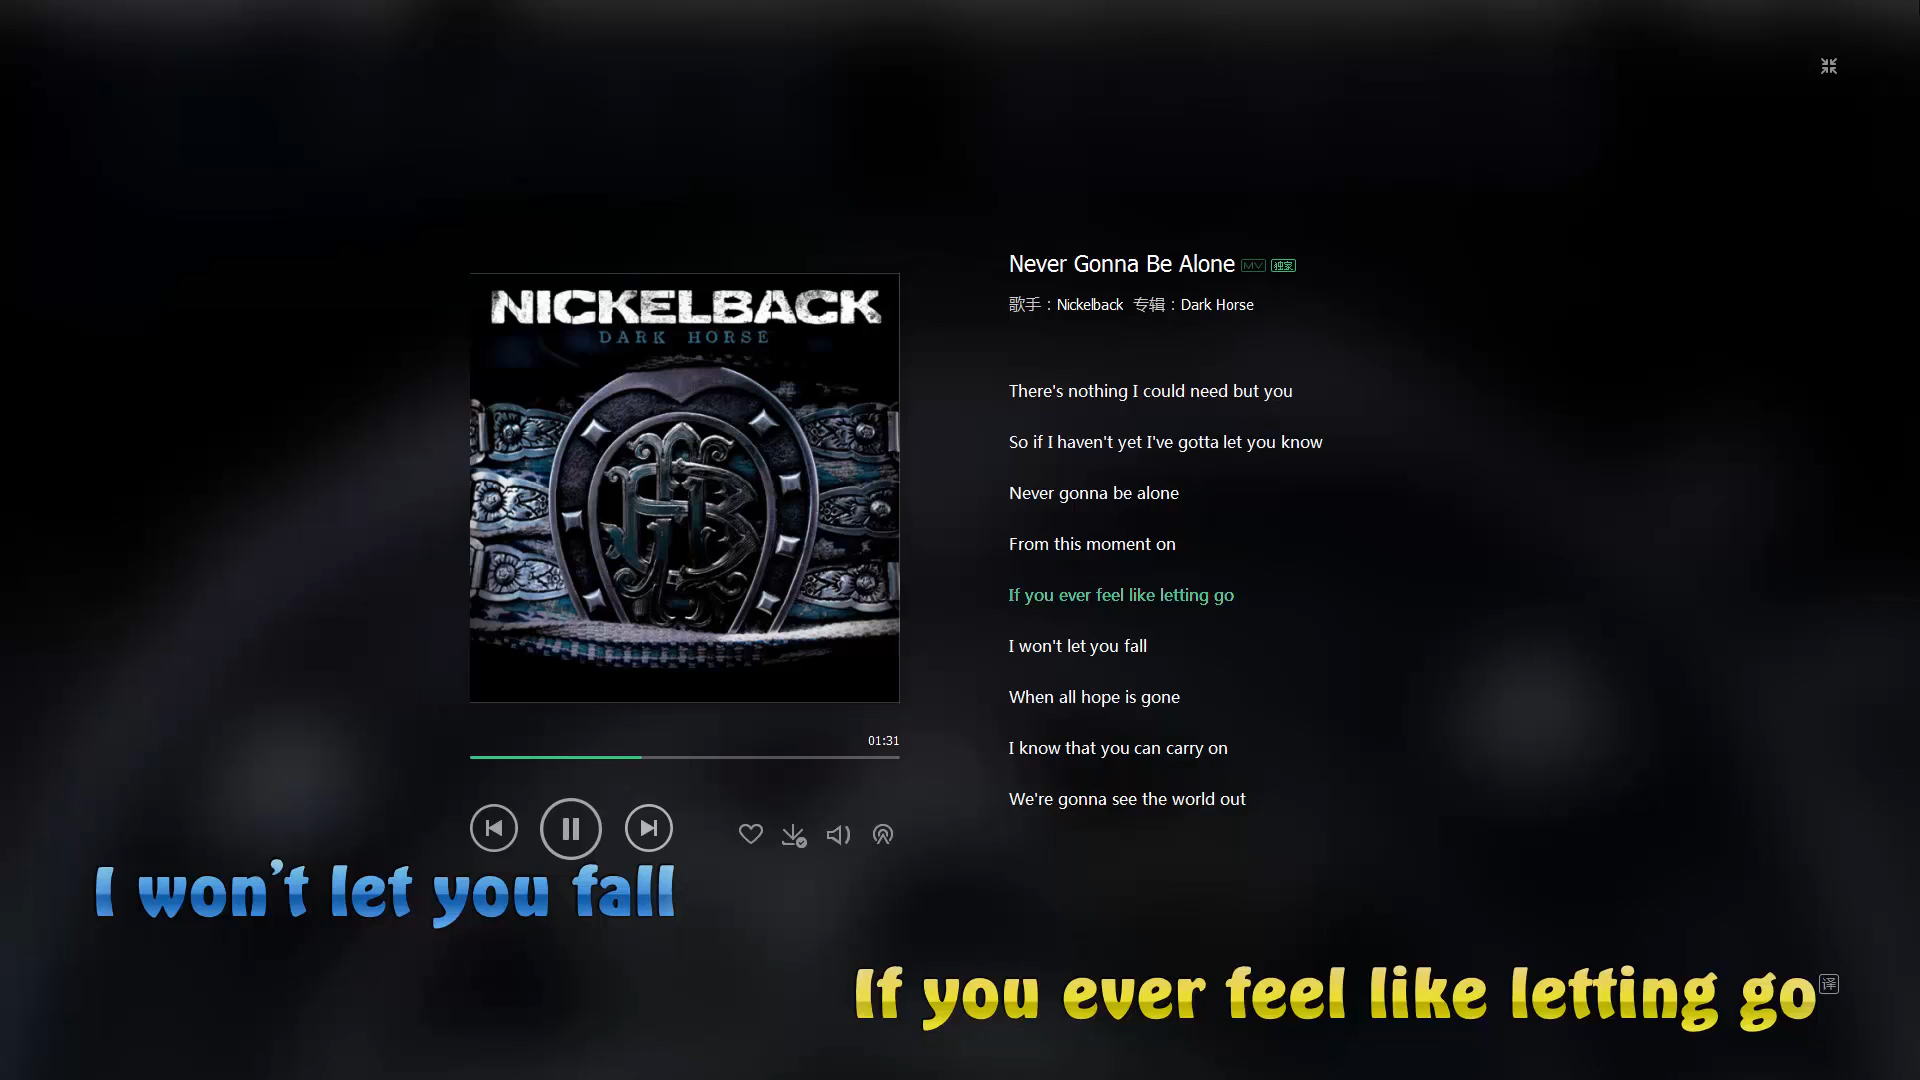 NICKELBACK
DARK HORSE
Never Gonna Be Alone MV 独家
歌手：Nickelback 专辑：Dark Horse
There's nothing I could need but you
So if I haven't yet I've gotta let you know
Never gonna be alone
From this moment on
If you ever feel like letting go
I won't let you fall
When all hope is gone
I know that you can carry on
We're gonna see the world out
01:31
I won't let you fall
If you ever feel like letting go
译